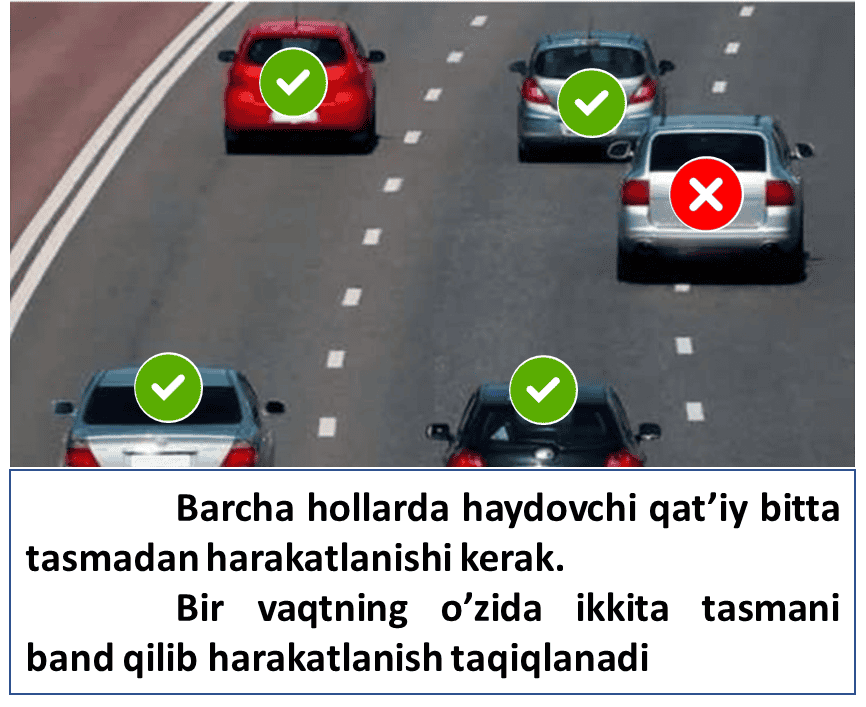 Barcha hollarda haydovchi qat’iy bitta
tasmadan harakatlanishi kerak.
Bir vaqtning o’zida ikkita tasmani
band qilib harakatlanish taqiqlanadi